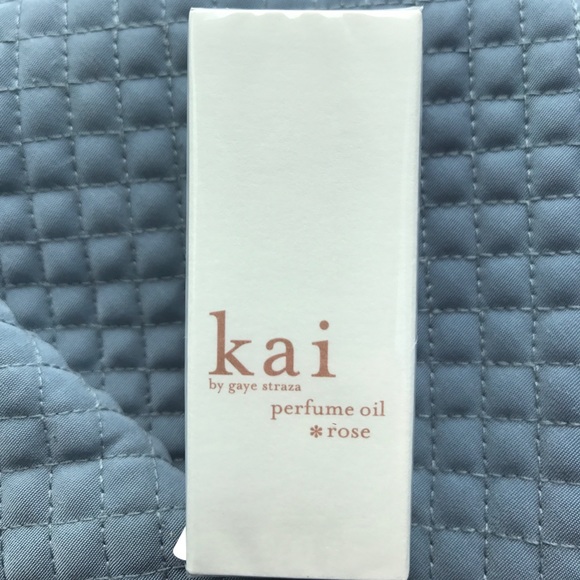 kai
by gaye straza
perfume oil
*rose